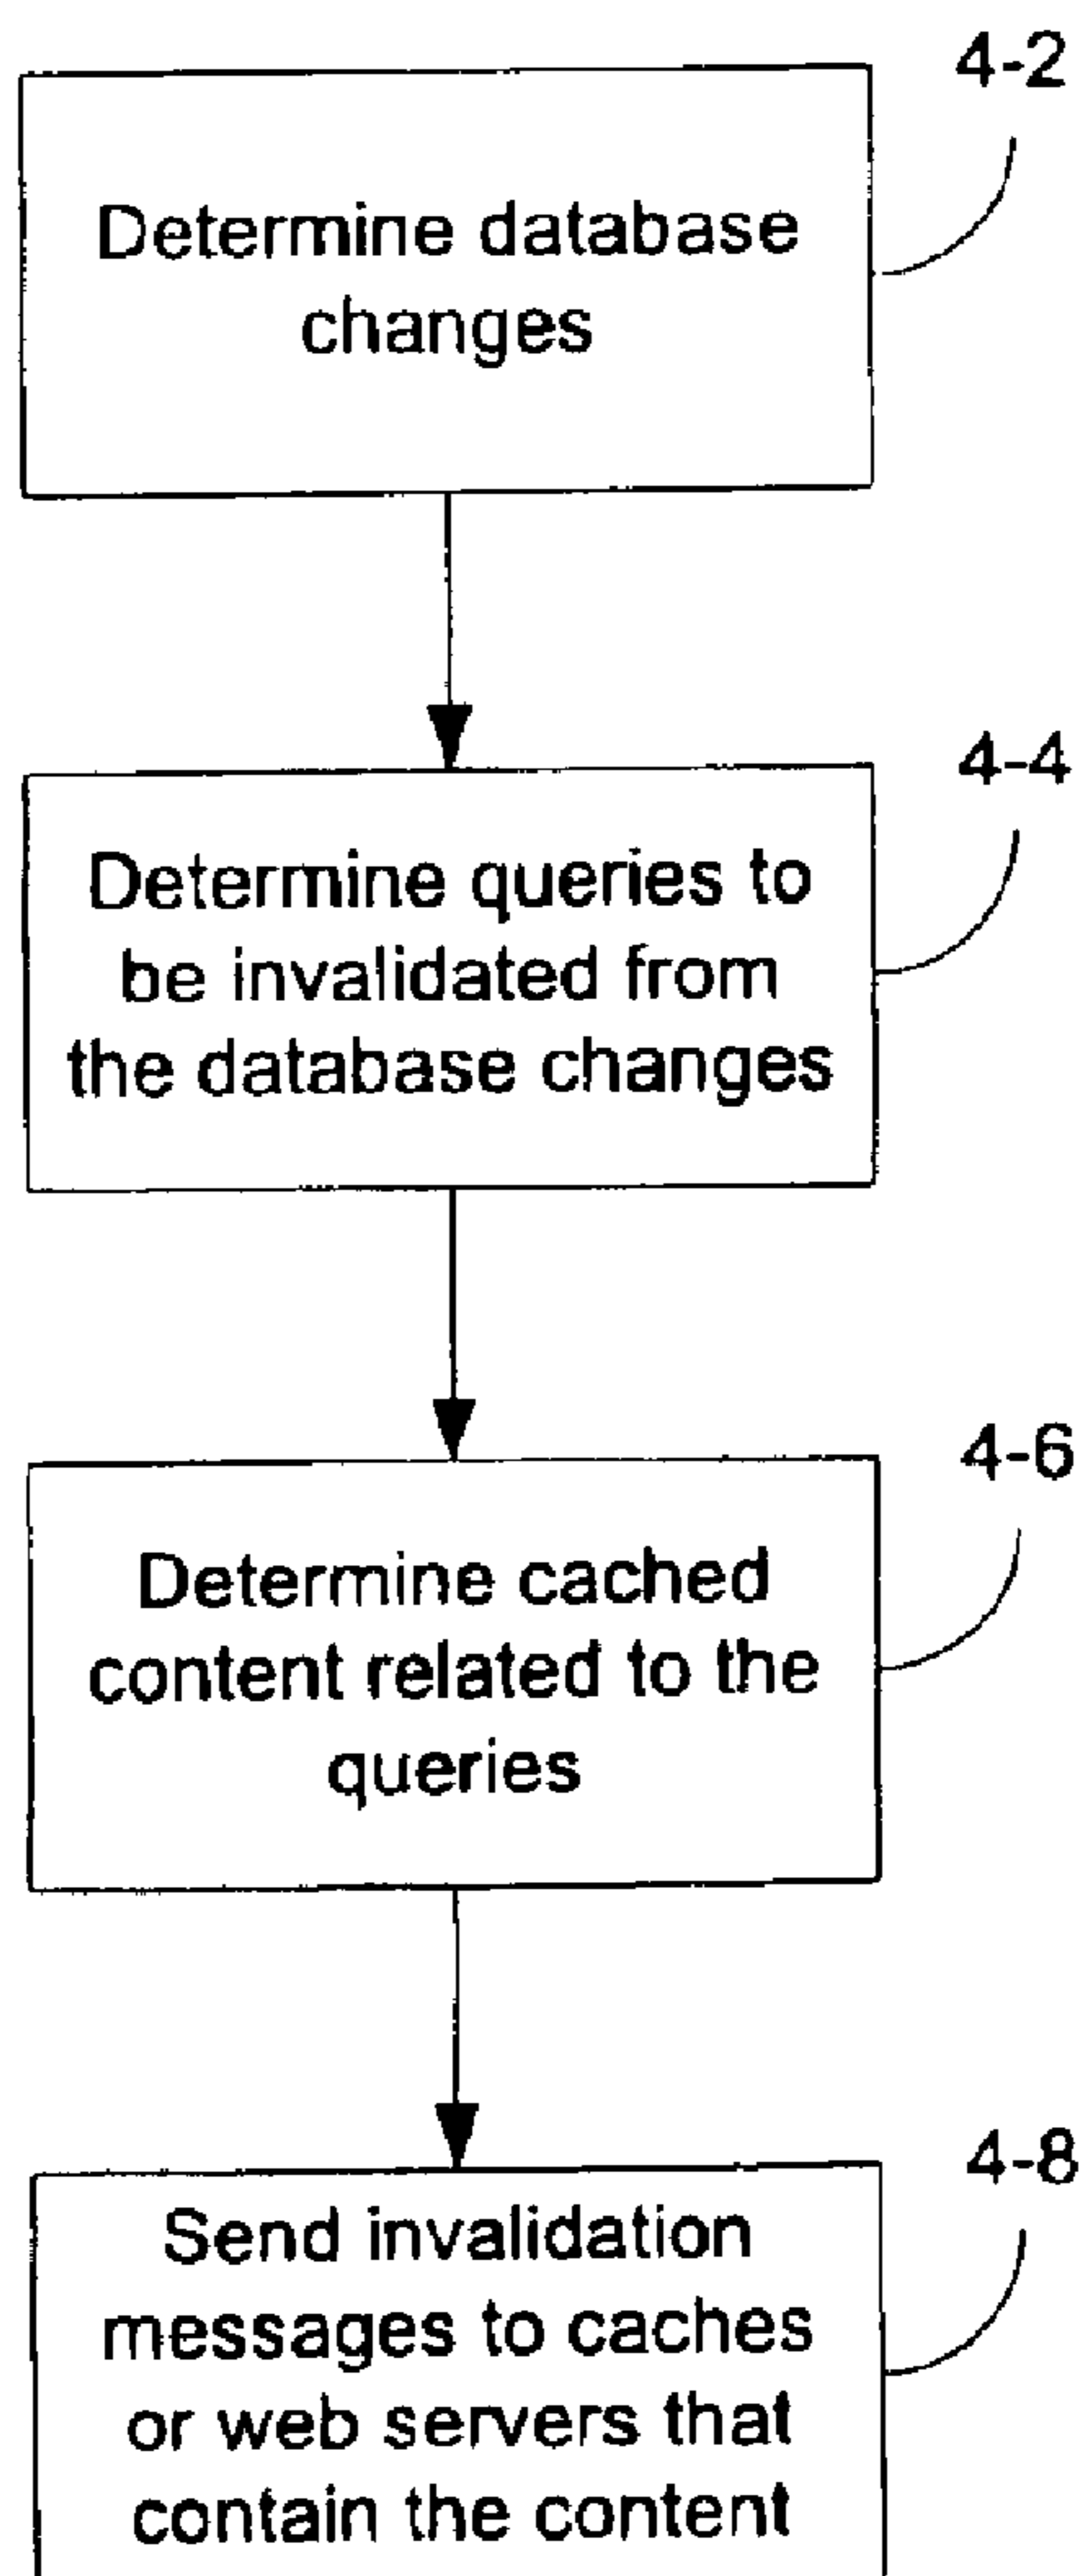 4-2
Determine database
changes
4-4
Determine queries to
be invalidated from
the database changes
4-6
Determine cached
content related to the
queries
4-8
Send invalidation
messages to caches
or web servers that
contain the content